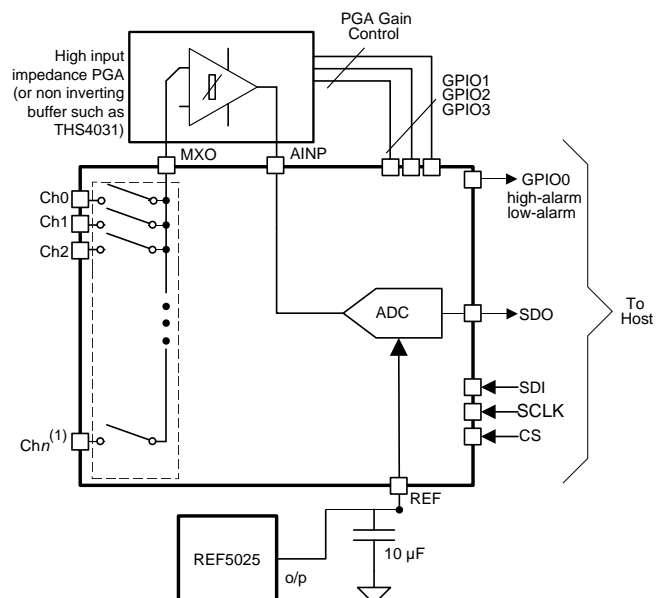 PGA Gain
Control
High input
impedance PGA
(or non inverting
buffer such as
THS4031)
GPIO1
GPIO2
GPIO3
MXO
AINP
Ch0
Ch1
Ch2
GPIO0
high-alarm
low-alarm
ADC
SDO
To
Host
SDI
SCLK
CS
Chn(1)
REF
REF5025
o/p
10 µF